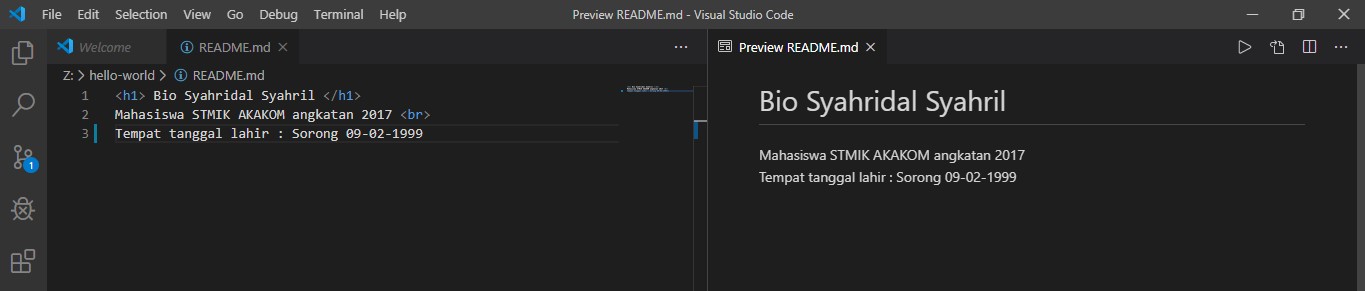 File Edit Selection View Go Debug Terminal Help
Preview README.md - Visual Studio Code
Welcome
README.md
Z: > hello-world > README.md
1 <h1> Bio Syahridal Syahril </h1>
2 Mahasiswa STMIK AKAKOM angkatan 2017 <br>
3 Tempat tanggal lahir : Sorong 09-02-1999
1
Preview README.md
Bio Syahridal Syahril
Mahasiswa STMIK AKAKOM angkatan 2017
Tempat tanggal lahir : Sorong 09-02-1999